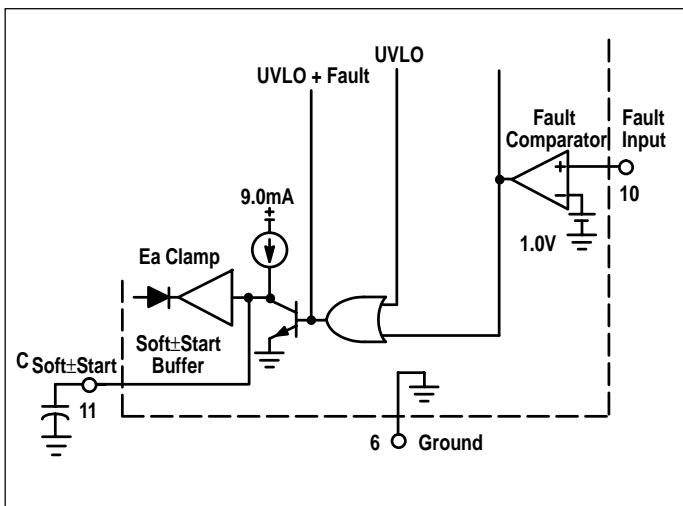 UVLO
UVLO + Fault
Fault
Comparator
Fault
Input
+
−
10
1.0V
9.0mA
Ea Clamp
Soft±Start
Buffer
C Soft±Start
11
6 Ground